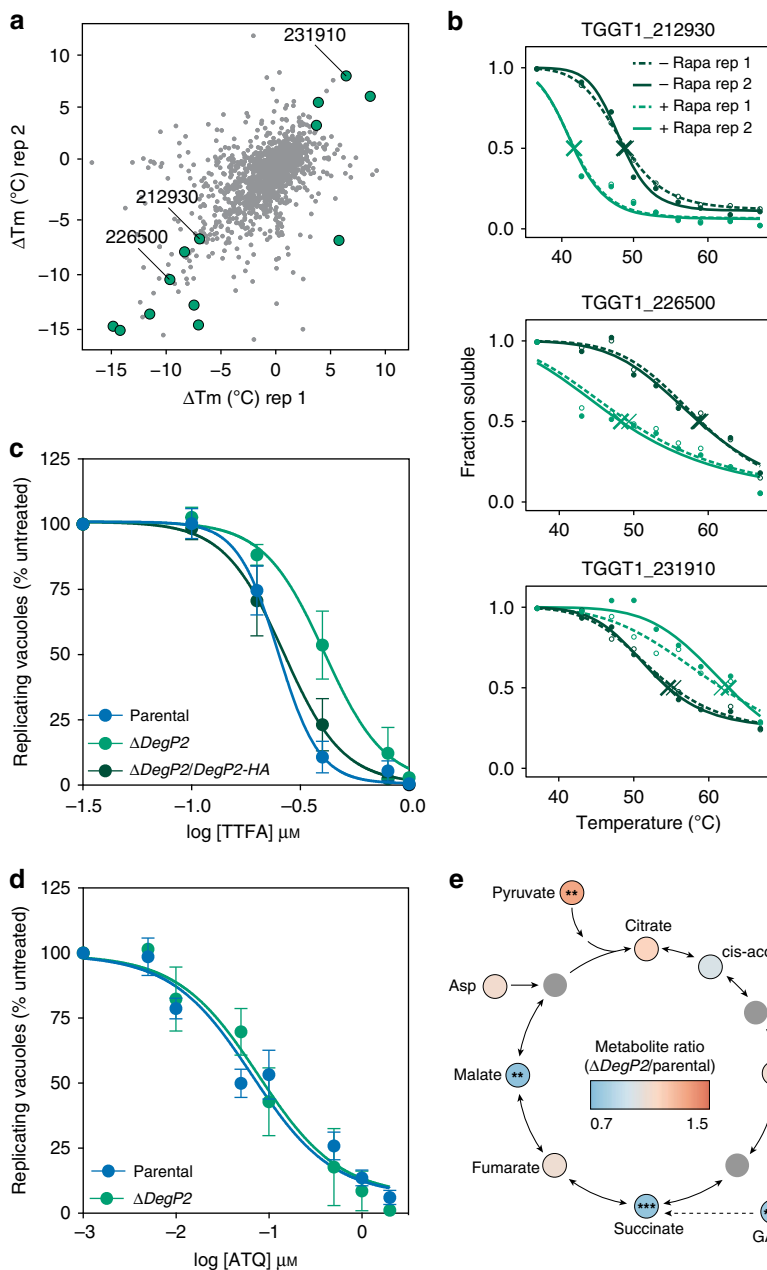 a
231910
212930
226500
10
5
0
−5
−10
−15
ΔTm (°C) rep 2
−15
−10
−5
0
5
10
ΔTm (°C) rep 1
b
TGGT1_212930
− Rapa rep 1
− Rapa rep 2
+ Rapa rep 1
+ Rapa rep 2
1.0
0.5
0.0
40
50
60
TGGT1_226500
1.0
0.5
0.0
40
50
60
Fraction soluble
TGGT1_231910
1.0
0.5
0.0
40
50
60
Temperature (°C)
c
Replicating vacuoles (% untreated)
125
100
75
50
25
0
Parental
ΔDegP2
ΔDegP2/DegP2-HA
−1.5
−1.0
−0.5
0.0
log [TTFA] μM
d
Replicating vacuoles (% untreated)
125
100
75
50
25
0
Parental
ΔDegP2
−3
−2
−1
0
log [ATQ] μM
e
Pyruvate
**
Citrate
cis-acc
Asp
Malate
**
Metabolite ratio
(ΔDegP2/parental)
0.7
1.5
Fumarate
***
Succinate